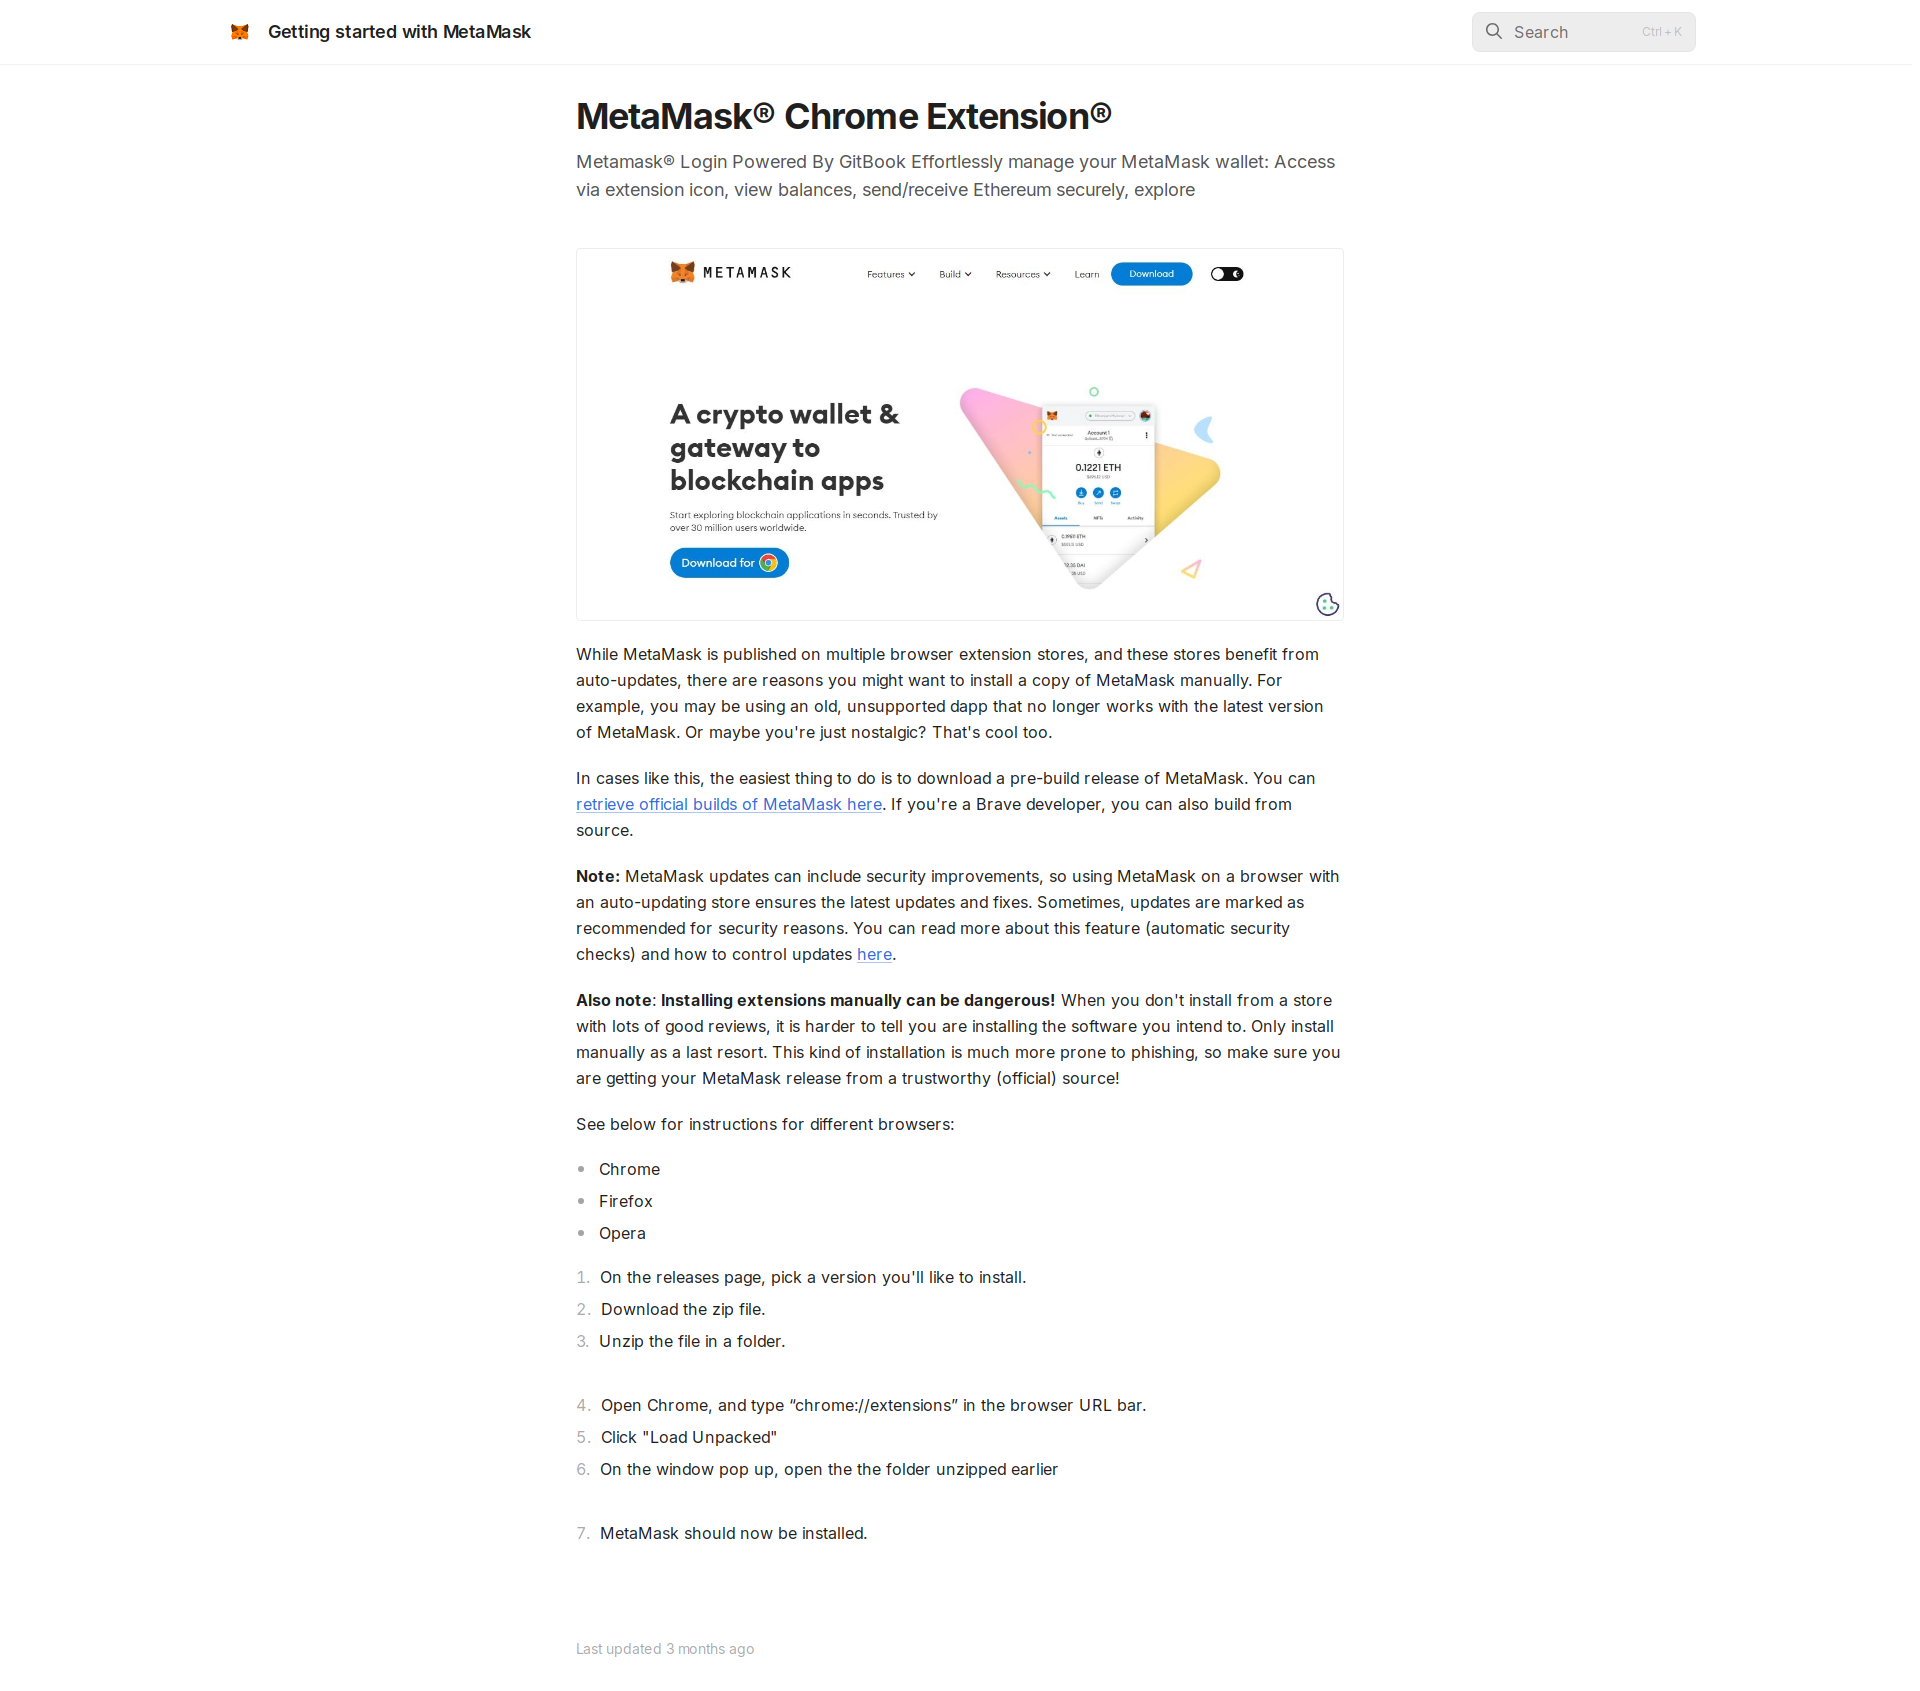 Getting started with MetaMask
Search
Ctrl + K
MetaMask® Chrome Extension®
Metamask® Login Powered By GitBook Effortlessly manage your MetaMask wallet: Access
via extension icon, view balances, send/receive Ethereum securely, explore
METAMASK
Features
Build
Resources
Learn
Download
A crypto wallet &
gateway to
blockchain apps
Start exploring blockchain applications in seconds. Trusted by
over 30 million users worldwide.
Download for
Account 1
0.1221 ETH
Assets
NFTs
Activity
While MetaMask is published on multiple browser extension stores, and these stores benefit from
auto-updates, there are reasons you might want to install a copy of MetaMask manually. For
example, you may be using an old, unsupported dapp that no longer works with the latest version
of MetaMask. Or maybe you're just nostalgic? That's cool too.
In cases like this, the easiest thing to do is to download a pre-build release of MetaMask. You can
retrieve official builds of MetaMask here. If you're a Brave developer, you can also build from
source.
Note: MetaMask updates can include security improvements, so using MetaMask on a browser with
an auto-updating store ensures the latest updates and fixes. Sometimes, updates are marked as
recommended for security reasons. You can read more about this feature (automatic security
checks) and how to control updates here.
Also note: Installing extensions manually can be dangerous! When you don't install from a store
with lots of good reviews, it is harder to tell you are installing the software you intend to. Only install
manually as a last resort. This kind of installation is much more prone to phishing, so make sure you
are getting your MetaMask release from a trustworthy (official) source!
See below for instructions for different browsers:
Chrome
Firefox
Opera
1. On the releases page, pick a version you'll like to install.
2. Download the zip file.
3. Unzip the file in a folder.
4. Open Chrome, and type “chrome://extensions” in the browser URL bar.
5. Click "Load Unpacked"
6. On the window pop up, open the the folder unzipped earlier
7. MetaMask should now be installed.
Last updated 3 months ago